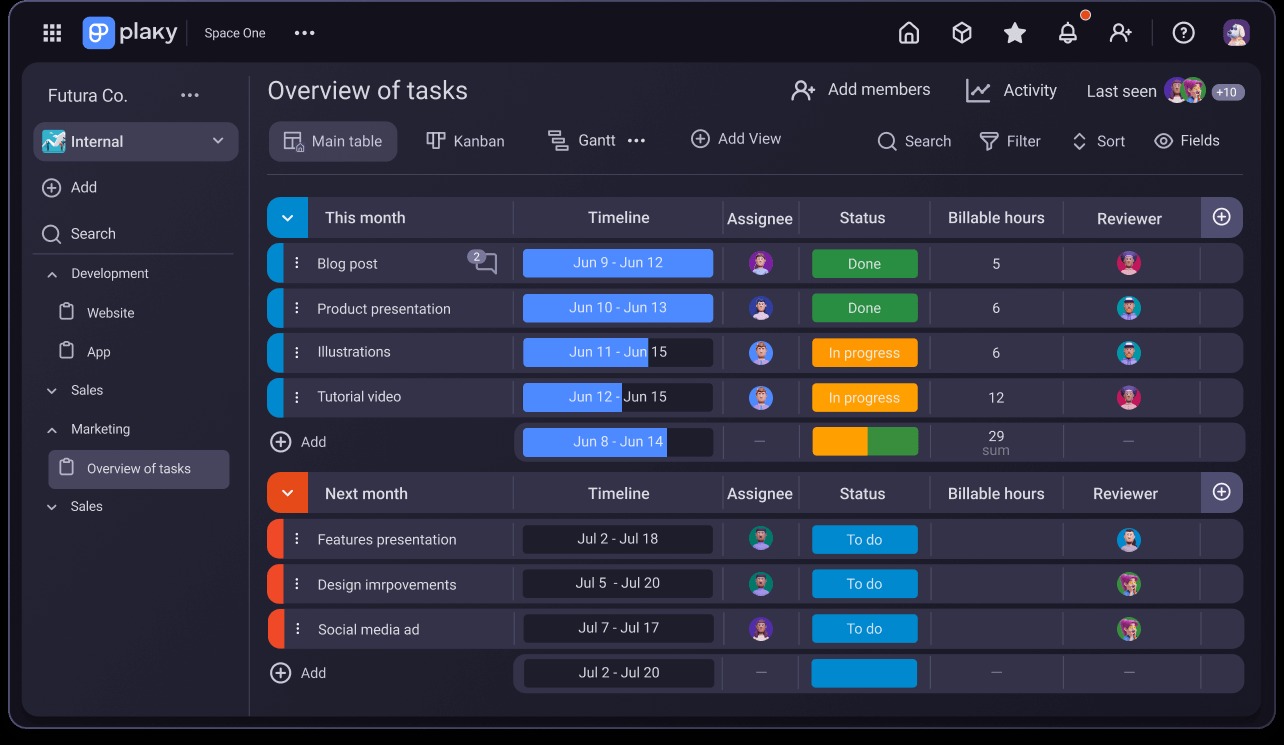 plaky
Space One
Futura Co.
Internal
Add
Search
Development
Website
App
Sales
Marketing
Overview of tasks
Sales
Overview of tasks
Add members
Activity
Last seen
+10
Main table
Kanban
Gantt
Add View
Search
Filter
Sort
Fields
This month Timeline Assignee Status Billable hours Reviewer
Blog post 2 Jun 9 - Jun 12 Done 5
Product presentation Jun 10 - Jun 13 Done 6
Illustrations Jun 11 - Jun 15 In progress 6
Tutorial video Jun 12 - Jun 15 In progress 12
Add Jun 8 - Jun 14 — 29 —
sum
Next month Timeline Assignee Status Billable hours Reviewer
Features presentation Jul 2 - Jul 18 To do
Design imrpovements Jul 5 - Jul 20 To do
Social media ad Jul 7 - Jul 17 To do
Add Jul 2 - Jul 20 — — —